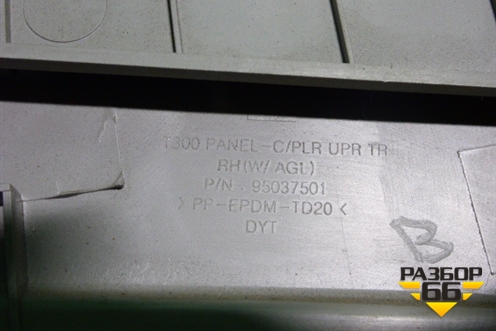 T300 PANEL-C/PLR UPR TR
RH(W/ AGL)
P/N 95037501
>PP-EPDM-TD20<
DYT
B
РАЗБОР
66